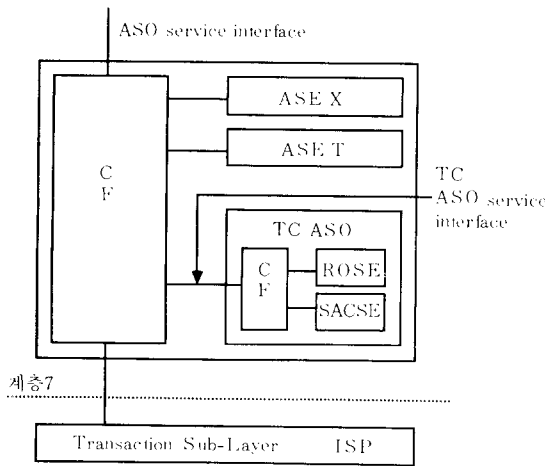 ASO service interface
ASE X
ASE T
C
F
TC
ASO service
interface
TC ASO
C
F
ROSE
SACSE
계층7
Transaction Sub-Layer ISP